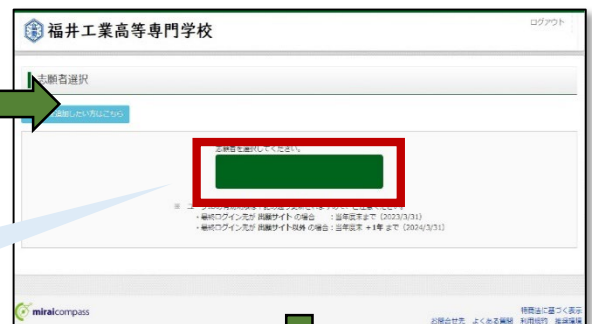 福井工業高等専門学校
ログアウト
志願者選択
追加したい方はこちら
志願者を選択してください。
・最終ログイン先が 出願サイト の場合 ：当年度末まで（2023/3/31）
・最終ログイン先が 出願サイト以外 の場合：当年度末 +1年 まで（2024/3/31）
miraicompass
特商法に基づく表示
お問合せ先 よくある質問 利用規約 推奨環境